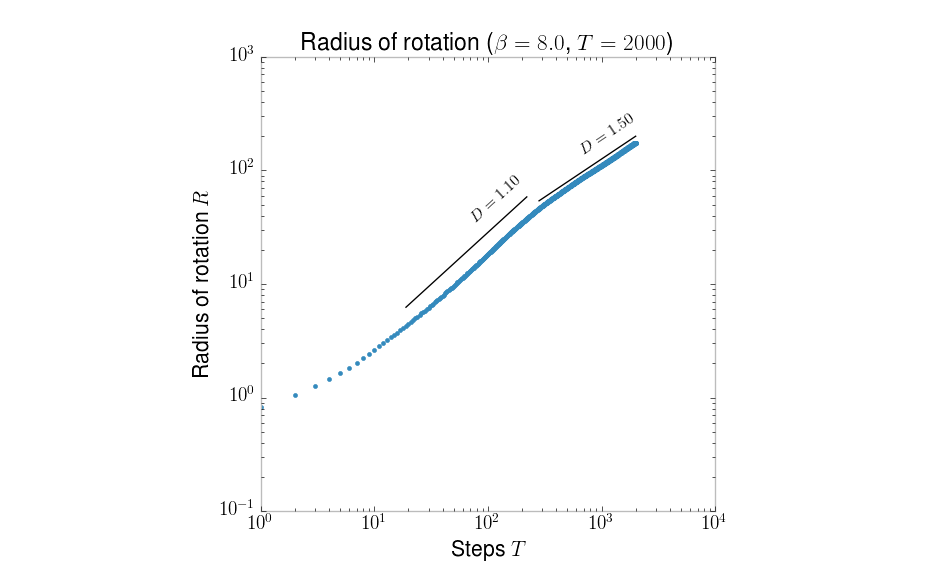 Radius of rotation (β = 8.0, T = 2000)
10³
10²
10¹
10⁰
10⁻¹
Radius of rotation R
D = 1.10
D = 1.50
10⁰ 10¹ 10² 10³ 10⁴
Steps T